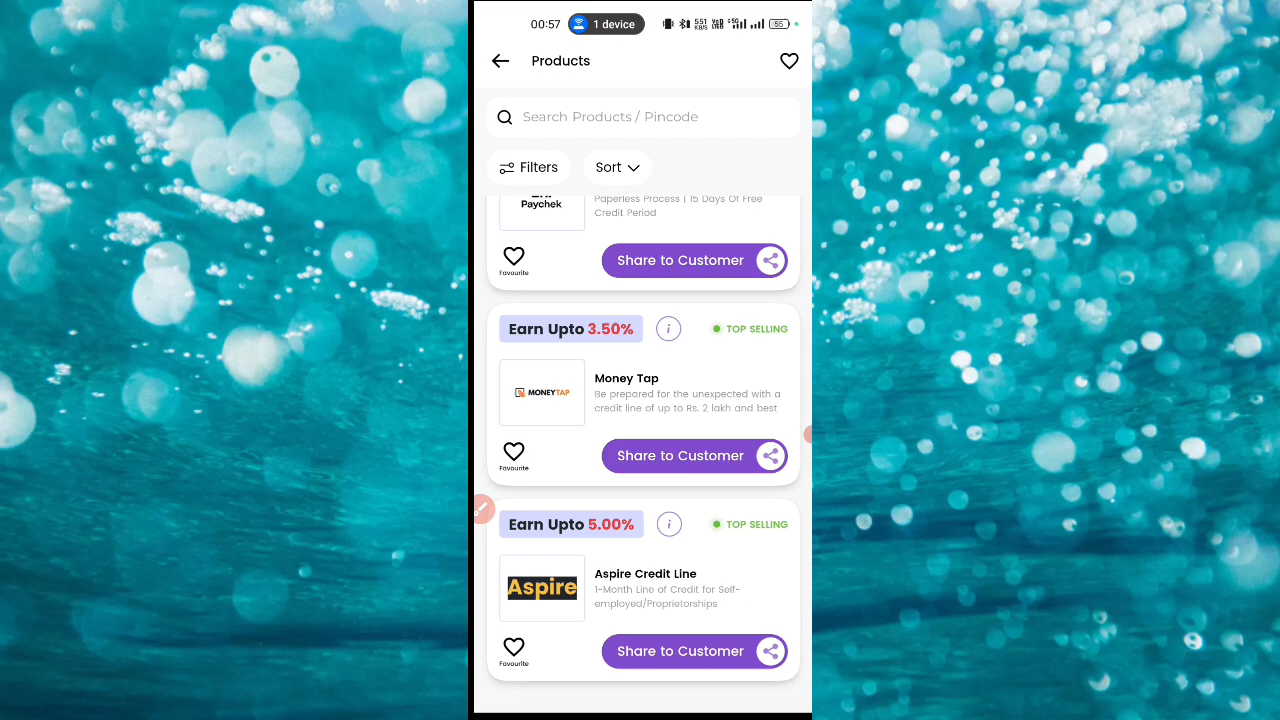 00:57
1 device
551
KB/S
55
Products
Search Products / Pincode
Filters
Sort
Paychek
Paperless Process | 15 Days Of Free
Credit Period
Favourite
Share to Customer
Earn Upto 3.50%
i
TOP SELLING
MONEYTAP
Money Tap
Be prepared for the unexpected with a
credit line of up to Rs. 2 lakh and best
Favourite
Share to Customer
Earn Upto 5.00%
i
TOP SELLING
Aspire
Aspire Credit Line
1-Month Line of Credit for Self-
employed/Proprietorships
Favourite
Share to Customer